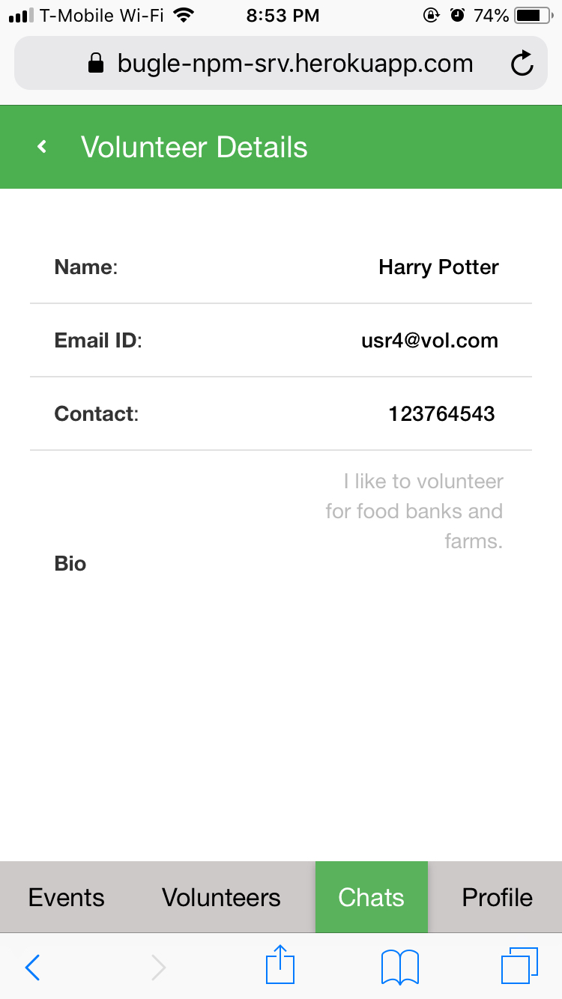 T-Mobile Wi-Fi 8:53 PM 74%
bugle-npm-srv.herokuapp.com
Volunteer Details
Name: Harry Potter
Email ID: usr4@vol.com
Contact: 123764543
I like to volunteer
for food banks and
farms.
Bio
Events Volunteers Chats Profile